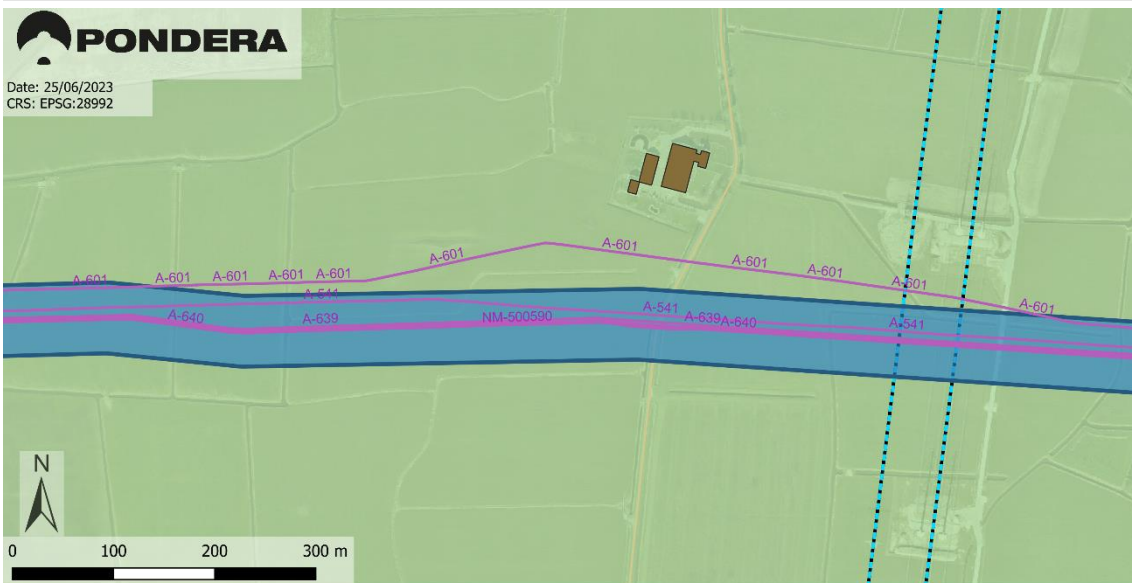 PONDERA
Date: 25/06/2023
CRS: EPSG:28992
A-601
A-601
A-601
A-601
A-601
A-601
A-601
A-601
A-601
A-601
A-601
A-541
A-541
A-541
A-640
A-639
NM-500590
A-639
A-640
N
0 100 200 300 m